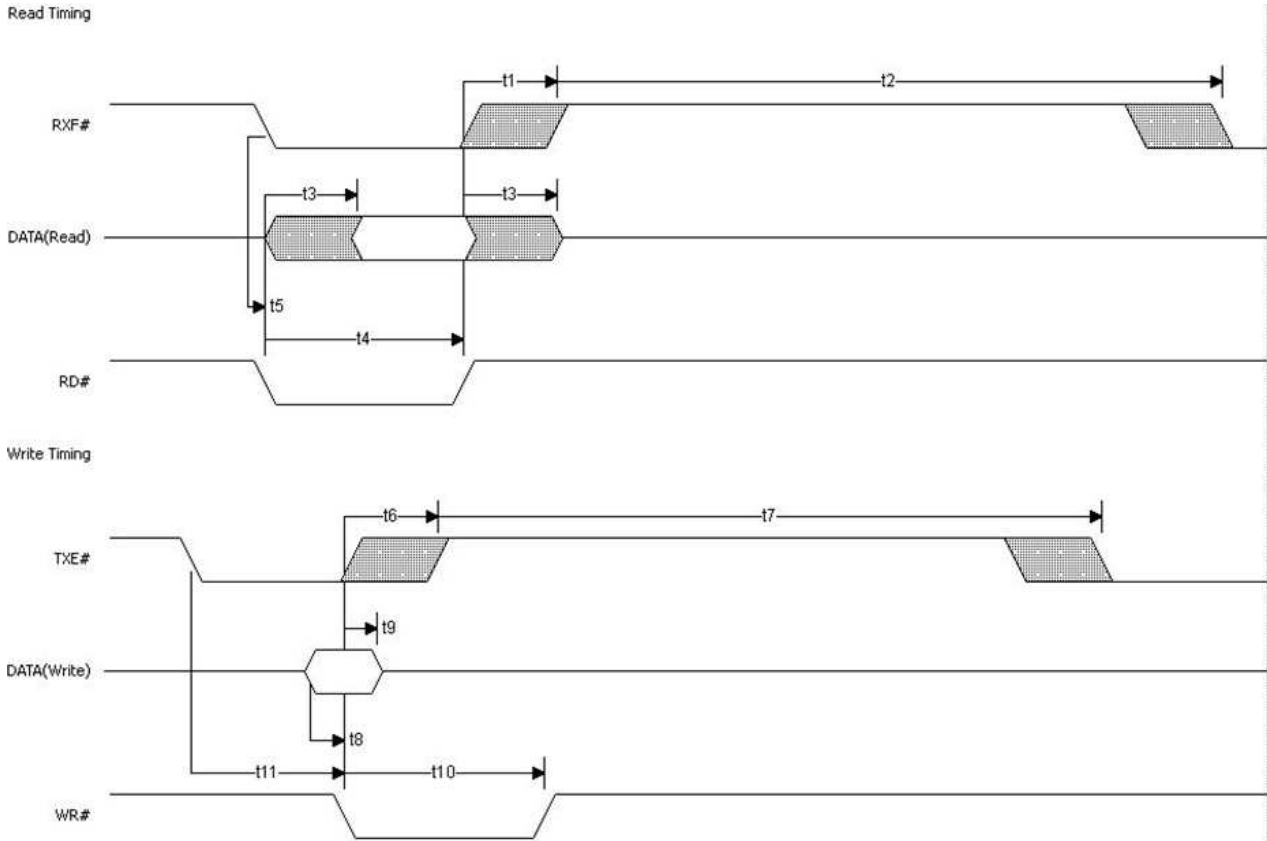 Read Timing
t1
t2
RXF#
t3
t3
DATA(Read)
t5
t4
RD#
Write Timing
t6
t7
TXE#
t9
DATA(Write)
t8
t11
t10
WR#